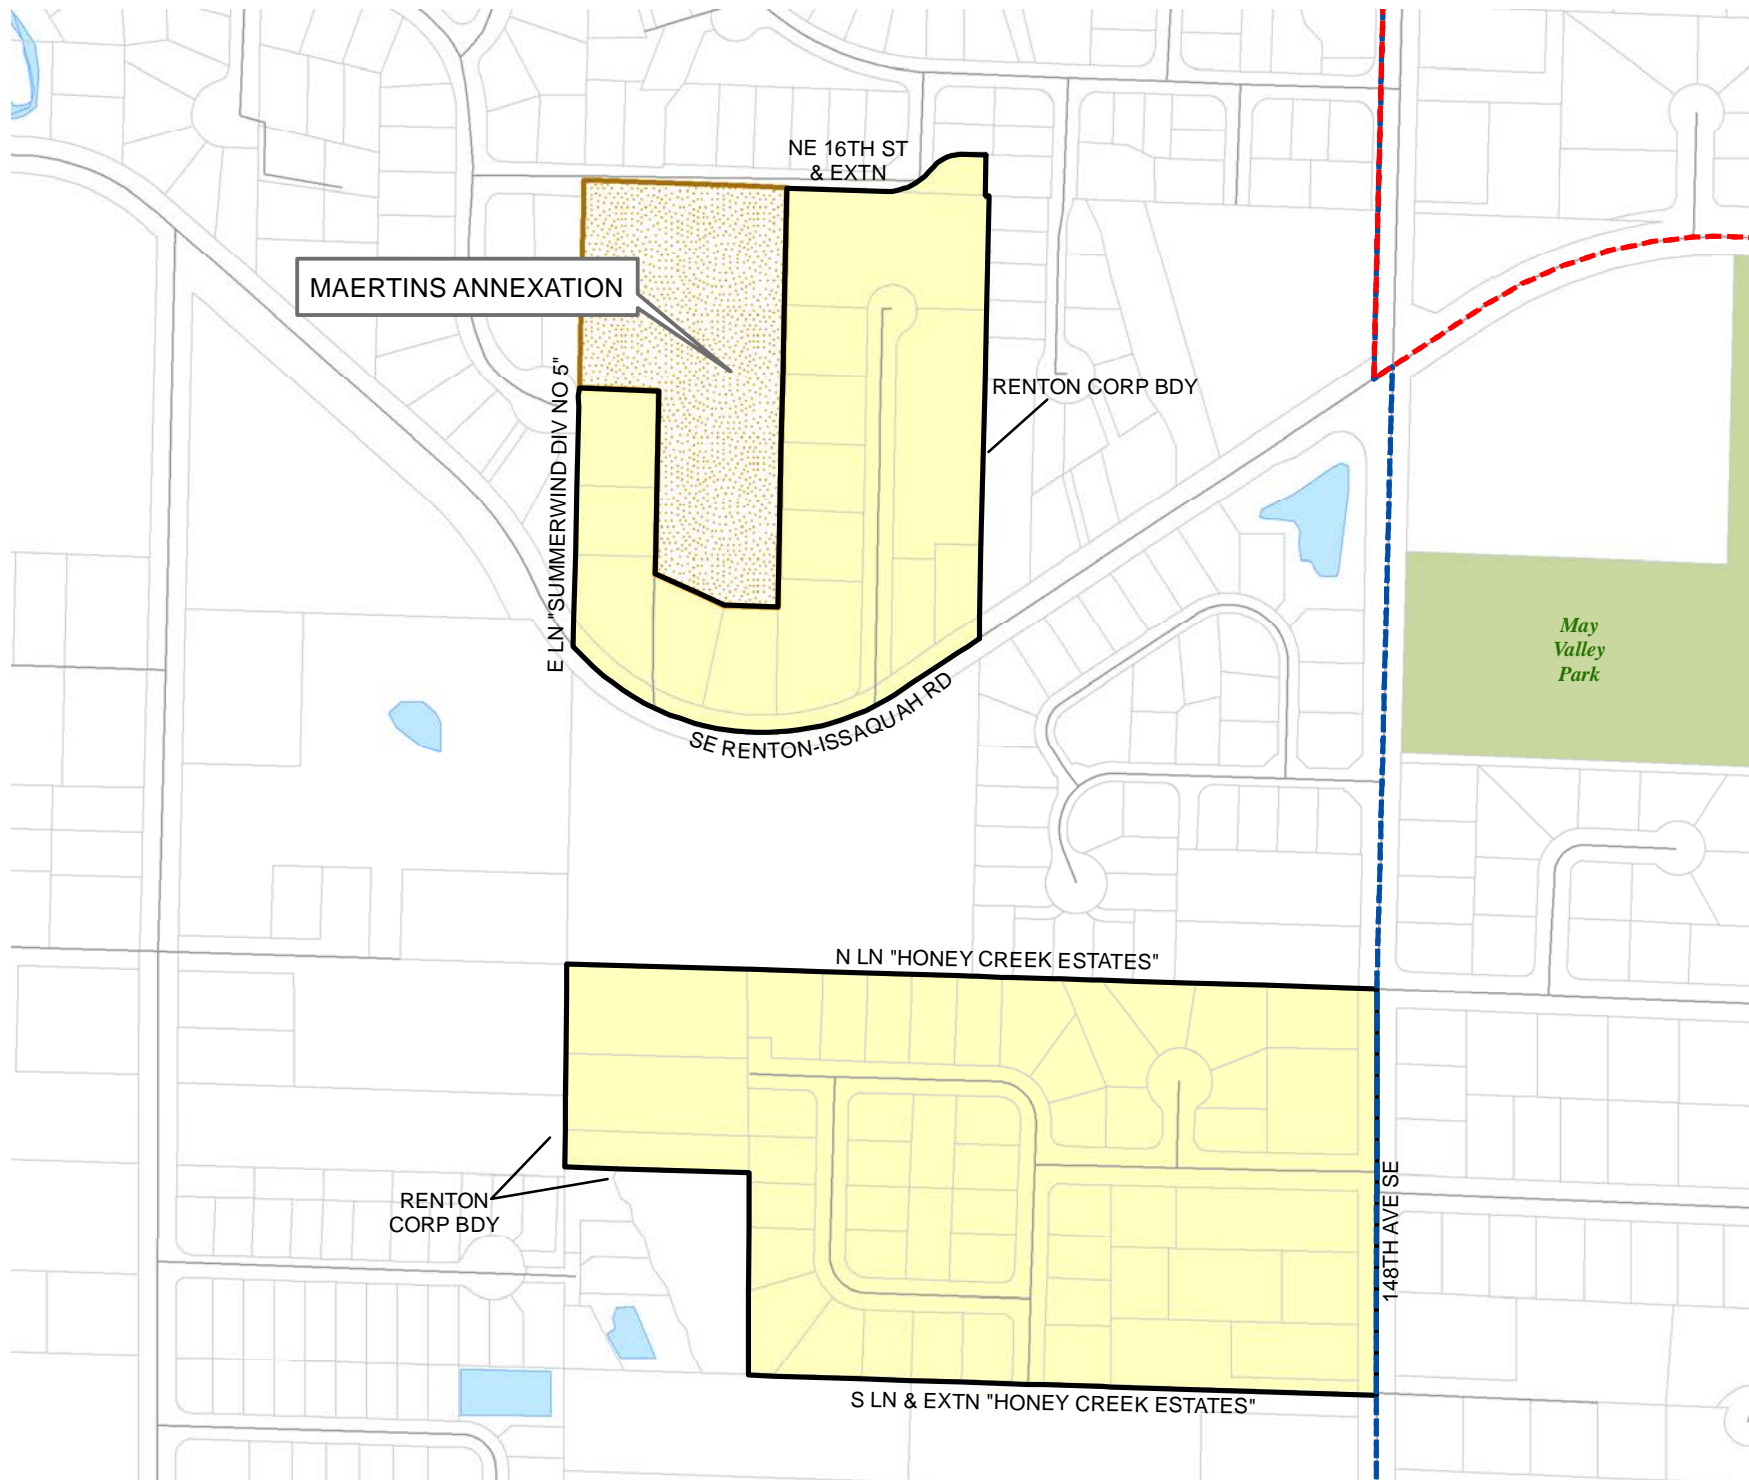 NE 16TH ST
& EXTN
MAERTINS ANNEXATION
E LN "SUMMERWIND DIV NO 5"
RENTON CORP BDY
SE RENTON-ISSAQUAH RD
May
Valley
Park
N LN "HONEY CREEK ESTATES"
RENTON
CORP BDY
148TH AVE SE
S LN & EXTN "HONEY CREEK ESTATES"